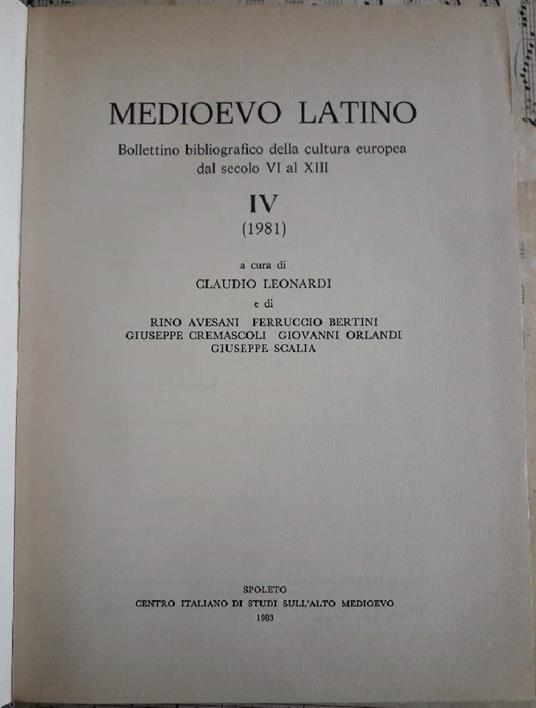 MEDIOEVO LATINO
Bollettino bibliografico della cultura europea
dal secolo VI al XIII
IV
(1981)
a cura di
CLAUDIO LEONARDI
e di
RINO AVESANI FERRUCCIO BERTINI
GIUSEPPE CREMASCOLI GIOVANNI ORLANDI
GIUSEPPE SCALIA
SPOLETO
CENTRO ITALIANO DI STUDI SULL'ALTO MEDIOEVO
1983